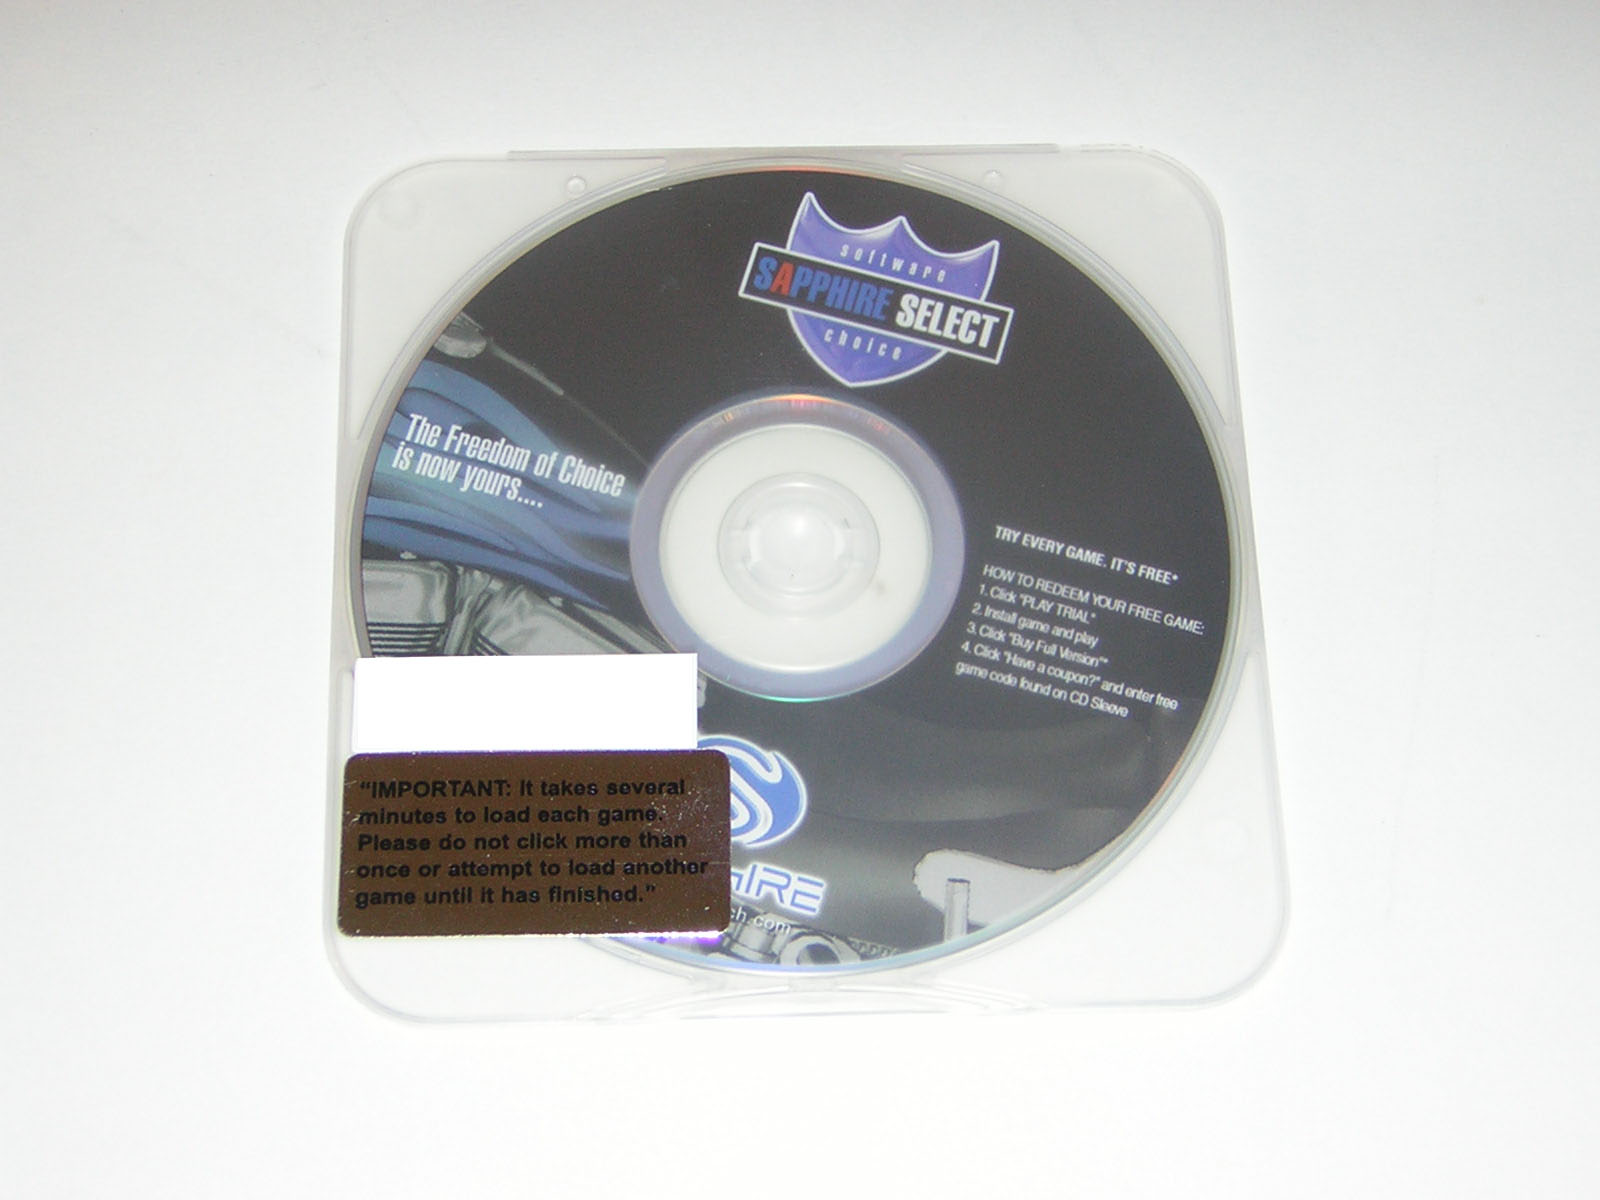 software
SAPPHIRE SELECT
choice
The Freedom of Choice
is now yours....
TRY EVERY GAME. IT'S FREE*
HOW TO REDEEM YOUR FREE GAME:
1. Click "PLAY TRIAL"
2. Install game and play
3. Click "Buy Full Version"*
4. Click "Have a coupon?" and enter free
game code found on CD Sleeve
"IMPORTANT: It takes several
minutes to load each game.
Please do not click more than
once or attempt to load another
game until it has finished."
HIRE
ch.com